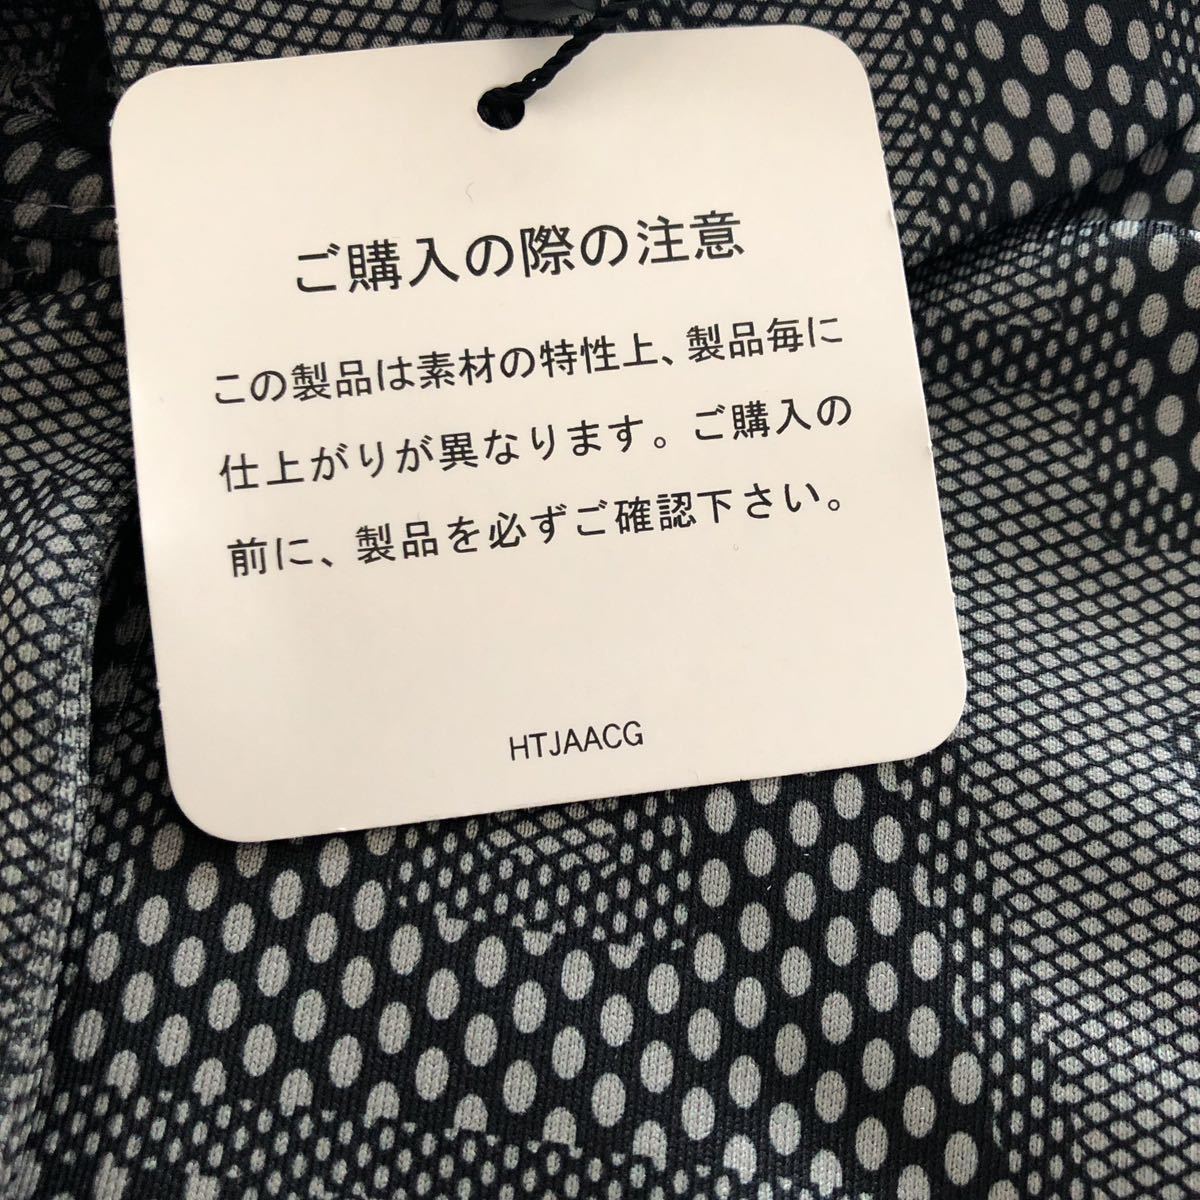 ご購入の際の注意
この製品は素材の特性上、製品毎に
仕上がりが異なります。ご購入の
前に、製品を必ずご確認下さい。
HTJAACG